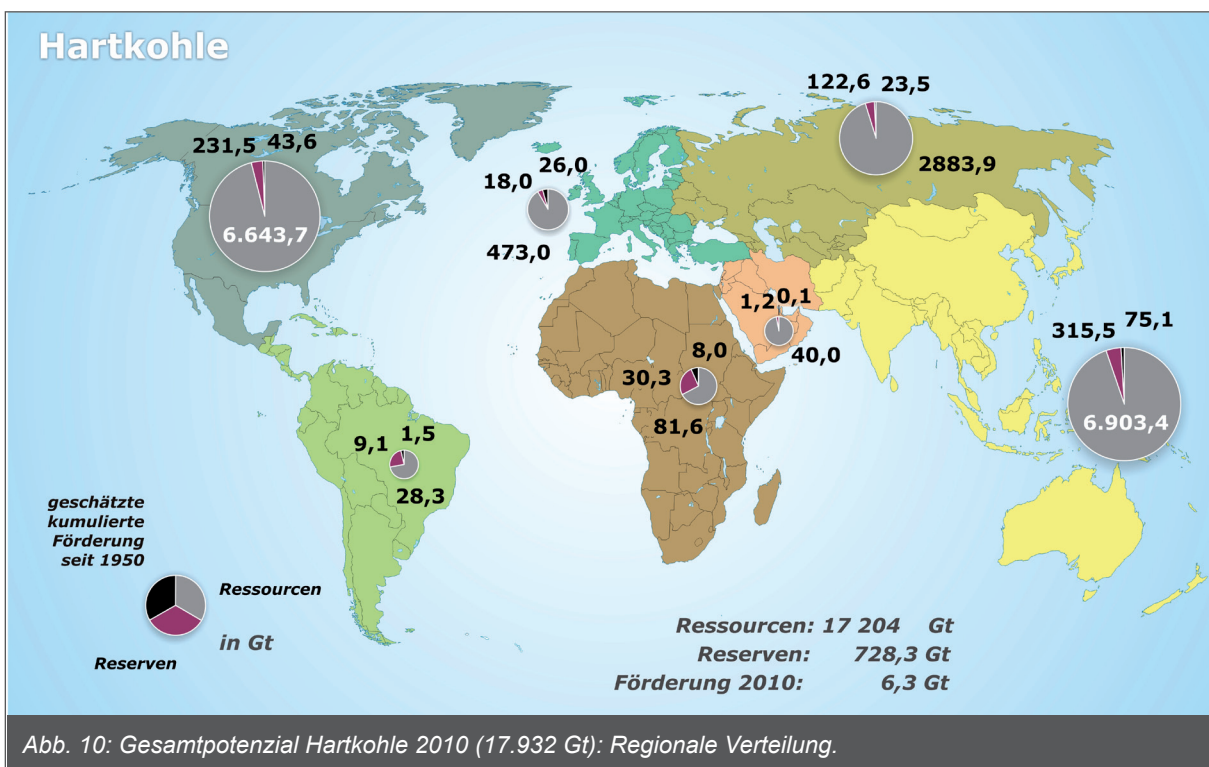 Hartkohle
122,6 23,5
2883,9
231,5 43,6
6.643,7
26,0
18,0
473,0
1,2 0,1
40,0
315,5 75,1
6.903,4
8,0
30,3
81,6
9,1 1,5
28,3
geschätzte
kumulierte
Förderung
seit 1950
Ressourcen
in Gt
Reserven
Ressourcen: 17 204 Gt
Reserven: 728,3 Gt
Förderung 2010: 6,3 Gt
Abb. 10: Gesamtpotenzial Hartkohle 2010 (17.932 Gt): Regionale Verteilung.